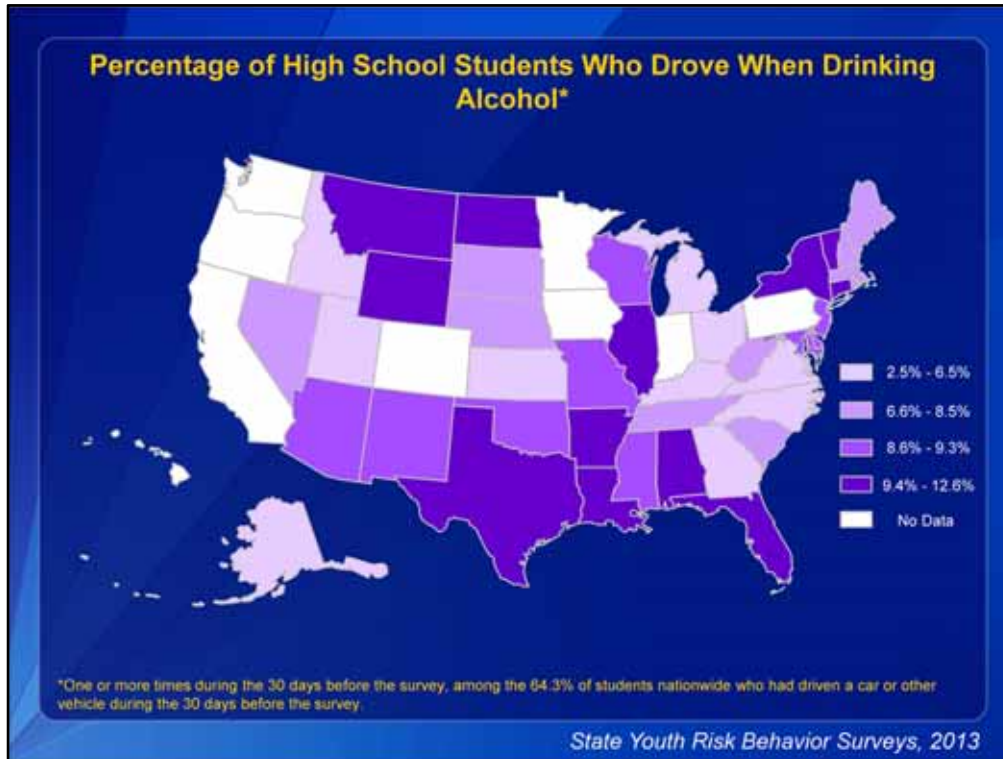 Percentage of High School Students Who Drove When Drinking
Alcohol*
2.5% - 6.5%
6.6% - 8.5%
8.6% - 9.3%
9.4% - 12.6%
No Data
*One or more times during the 30 days before the survey, among the 64.3% of students nationwide who had driven a car or other
vehicle during the 30 days before the survey.
State Youth Risk Behavior Surveys, 2013